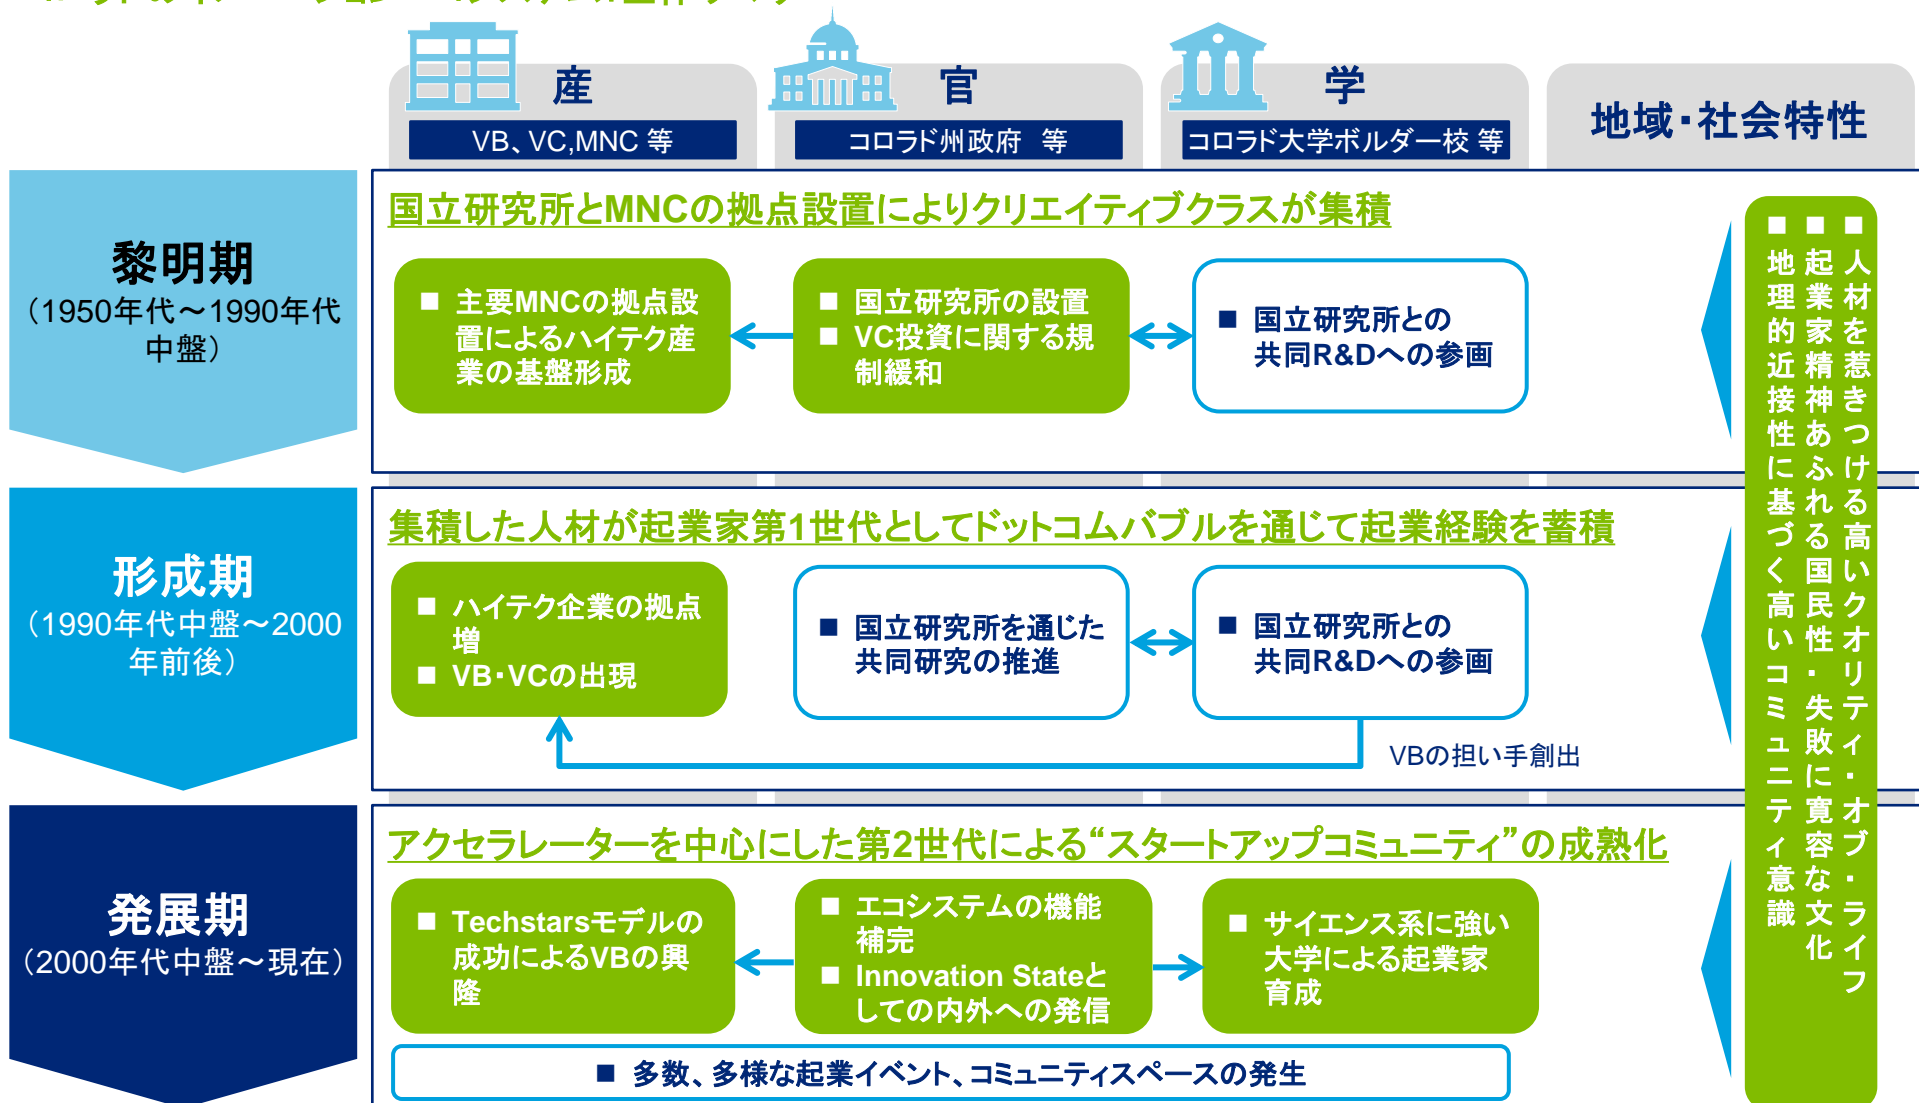 産
官
学
地域・社会特性
VB、VC,MNC 等
コロラド州政府 等
コロラド大学ボルダー校 等
黎明期
（1950年代～1990年代
中盤）
国立研究所とMNCの拠点設置によりクリエイティブクラスが集積
■ 主要MNCの拠点設
置によるハイテク産
業の基盤形成
■ 国立研究所の設置
■ VC投資に関する規
制緩和
■ 国立研究所との
共同R&Dへの参画
形成期
（1990年代中盤～2000
年前後）
集積した人材が起業家第1世代としてドットコムバブルを通じて起業経験を蓄積
■ ハイテク企業の拠点
増
■ VB・VCの出現
■ 国立研究所を通じた
共同研究の推進
■ 国立研究所との
共同R&Dへの参画
VBの担い手創出
発展期
（2000年代中盤～現在）
アクセラレーターを中心にした第2世代による“スタートアップコミュニティ”の成熟化
■ Techstarsモデルの
成功によるVBの興
隆
■ エコシステムの機能
補完
■ Innovation Stateと
しての内外への発信
■ サイエンス系に強い
大学による起業家
育成
■ 多数、多様な起業イベント、コミュニティスペースの発生
■ 人材を惹きつける高いクオリティ・オブ・ライフ
■ 起業家精神あふれる国民性・失敗に寛容な文化
■ 地理的近接性に基づく高いコミュニティ意識